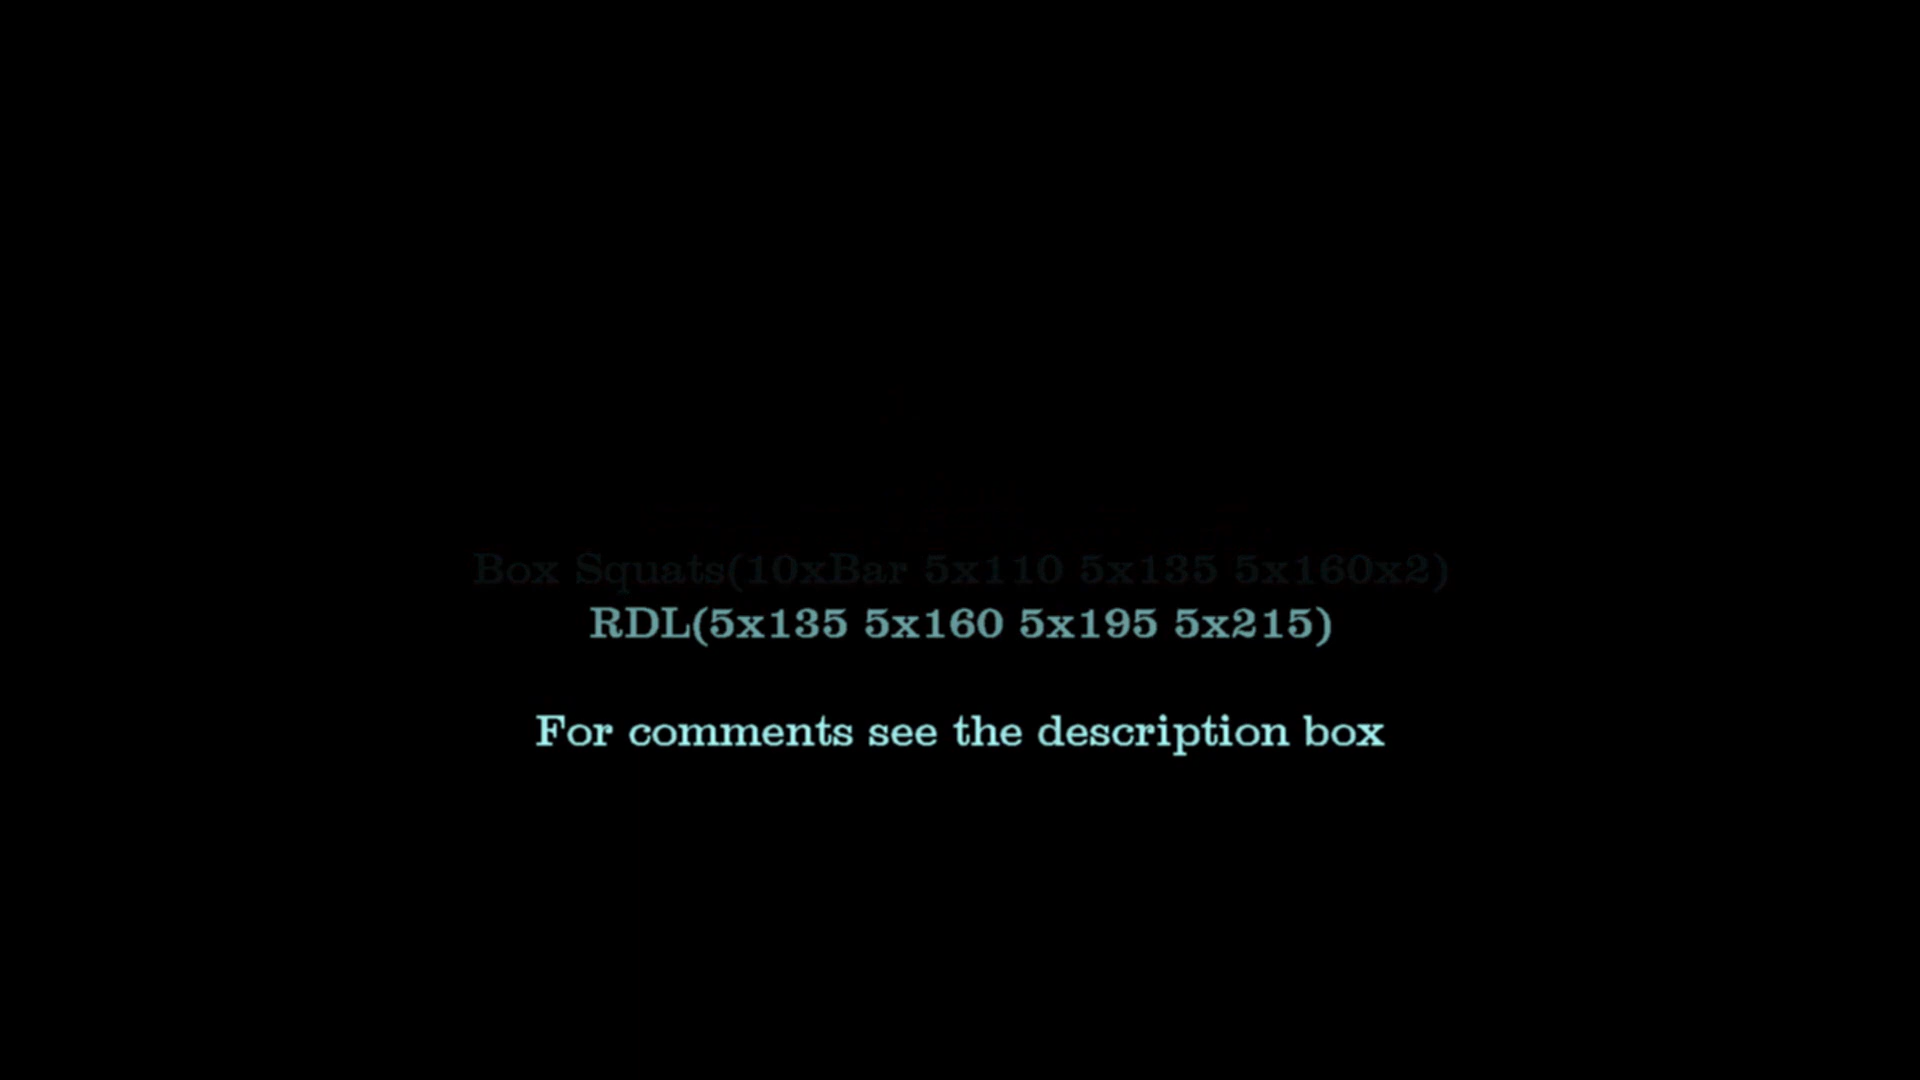 Box Squats(10xBar 5x110 5x135 5x160x2)
RDL(5x135 5x160 5x195 5x215)
For comments see the description box